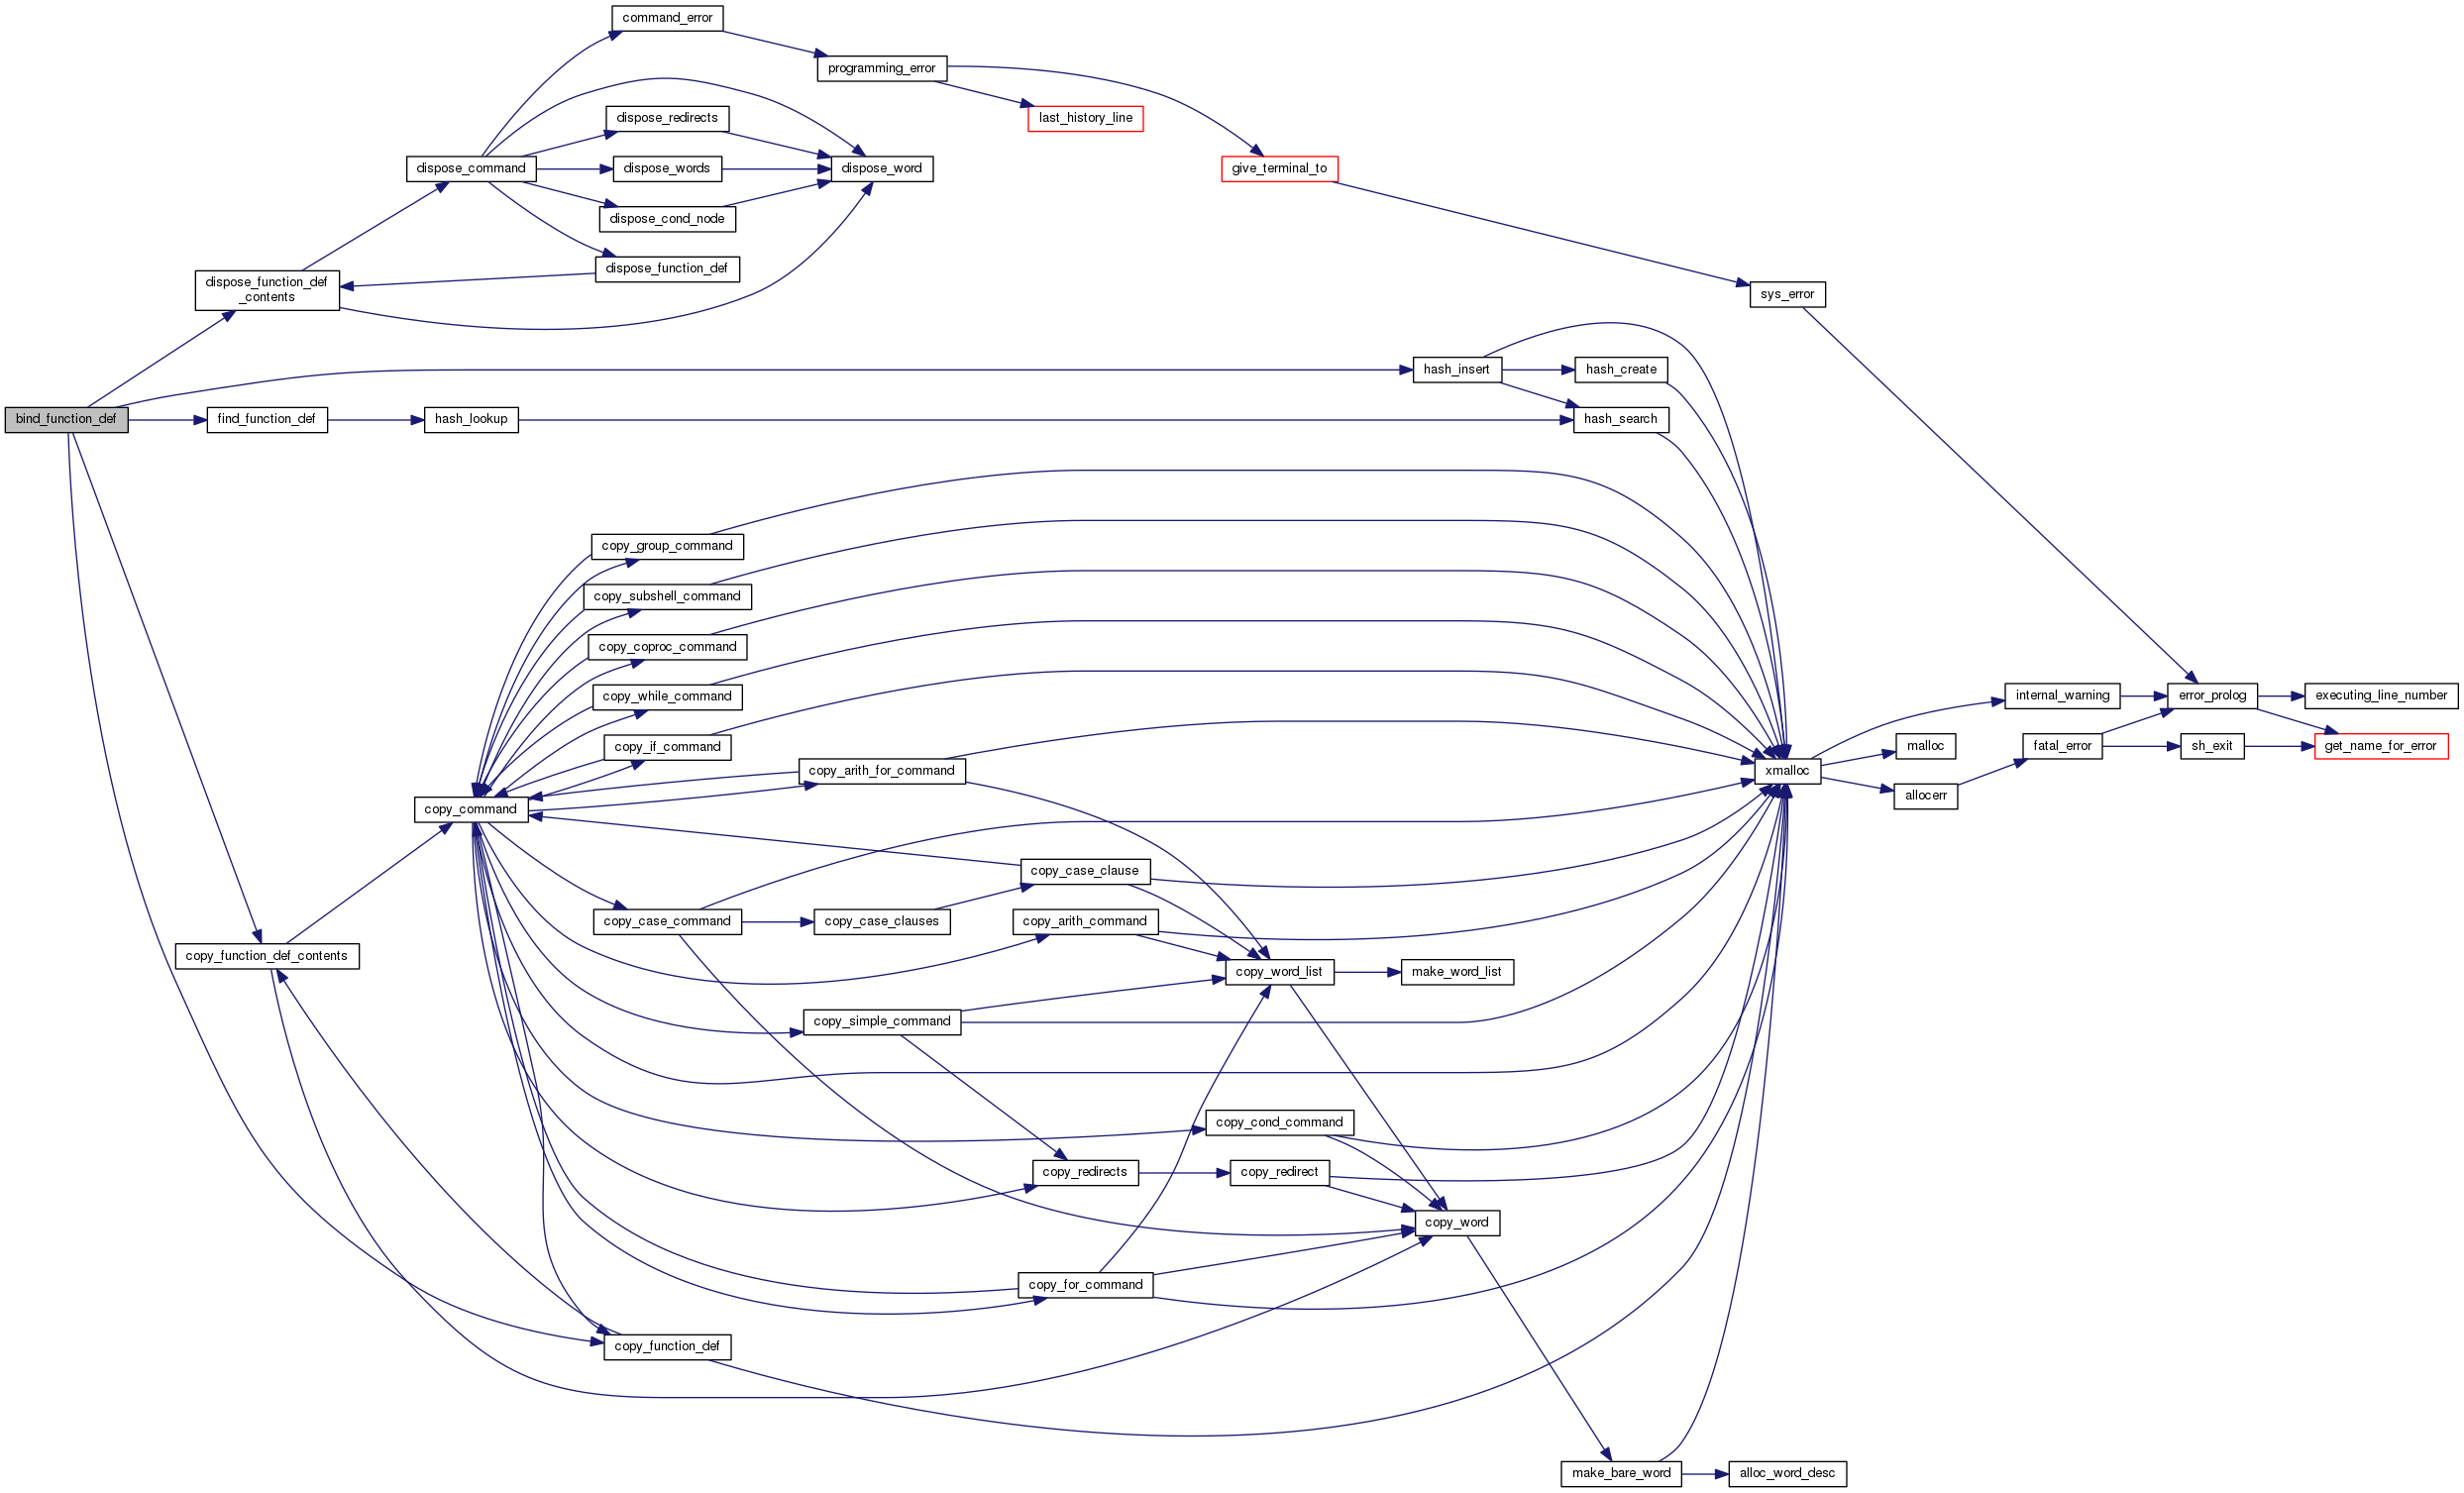 command_error
programming_error
last_history_line
dispose_redirects
dispose_command
dispose_words
dispose_word
give_terminal_to
dispose_cond_node
dispose_function_def
dispose_function_def
_contents
sys_error
hash_insert
hash_create
bind_function_def
find_function_def
hash_lookup
hash_search
copy_group_command
copy_subshell_command
copy_coproc_command
copy_while_command
internal_warning
error_prolog
executing_line_number
copy_if_command
malloc
fatal_error
sh_exit
get_name_for_error
copy_arith_for_command
xmalloc
allocerr
copy_command
copy_case_clause
copy_case_command
copy_case_clauses
copy_arith_command
copy_function_def_contents
copy_word_list
make_word_list
copy_simple_command
copy_cond_command
copy_redirects
copy_redirect
copy_word
copy_for_command
copy_function_def
make_bare_word
alloc_word_desc